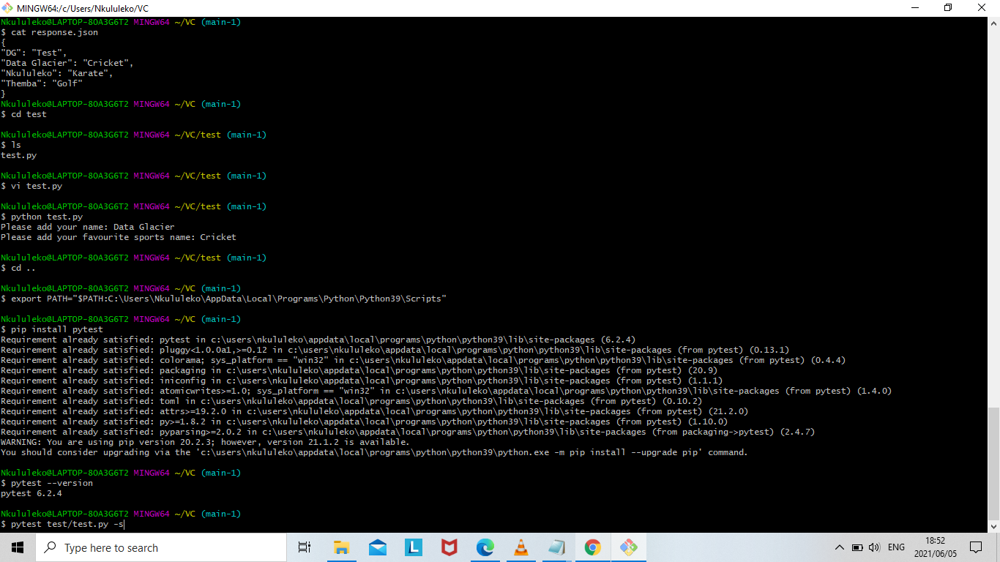 MINGW64:/c/Users/Nkululeko/VC
Nkululeko@LAPTOP-8OA3G6T2 MINGW64 ~/VC (main-1)
$ cat response.json
{
"DG": "Test",
"Data Glacier": "Cricket",
"Nkululeko": "Karate",
"Themba": "Golf"
}
Nkululeko@LAPTOP-8OA3G6T2 MINGW64 ~/VC (main-1)
$ cd test
Nkululeko@LAPTOP-8OA3G6T2 MINGW64 ~/VC/test (main-1)
$ ls
test.py
Nkululeko@LAPTOP-8OA3G6T2 MINGW64 ~/VC/test (main-1)
$ vi test.py
Nkululeko@LAPTOP-8OA3G6T2 MINGW64 ~/VC/test (main-1)
$ python test.py
Please add your name: Data Glacier
Please add your favourite sports name: Cricket
Nkululeko@LAPTOP-8OA3G6T2 MINGW64 ~/VC/test (main-1)
$ cd ..
Nkululeko@LAPTOP-8OA3G6T2 MINGW64 ~/VC (main-1)
$ export PATH="$PATH:C:\Users\Nkululeko\AppData\Local\Programs\Python\Python39\Scripts"
Nkululeko@LAPTOP-8OA3G6T2 MINGW64 ~/VC (main-1)
$ pip install pytest
Requirement already satisfied: pytest in c:\users\nkululeko\appdata\local\programs\python\python39\lib\site-packages (6.2.4)
Requirement already satisfied: pluggy<1.0.0a1,>=0.12 in c:\users\nkululeko\appdata\local\programs\python\python39\lib\site-packages (from pytest) (0.13.1)
Requirement already satisfied: colorama; sys_platform == "win32" in c:\users\nkululeko\appdata\local\programs\python\python39\lib\site-packages (from pytest) (0.4.4)
Requirement already satisfied: packaging in c:\users\nkululeko\appdata\local\programs\python\python39\lib\site-packages (from pytest) (20.9)
Requirement already satisfied: iniconfig in c:\users\nkululeko\appdata\local\programs\python\python39\lib\site-packages (from pytest) (1.1.1)
Requirement already satisfied: atomicwrites>=1.0; sys_platform == "win32" in c:\users\nkululeko\appdata\local\programs\python\python39\lib\site-packages (from pytest) (1.4.0)
Requirement already satisfied: toml in c:\users\nkululeko\appdata\local\programs\python\python39\lib\site-packages (from pytest) (0.10.2)
Requirement already satisfied: attrs>=19.2.0 in c:\users\nkululeko\appdata\local\programs\python\python39\lib\site-packages (from pytest) (21.2.0)
Requirement already satisfied: py>=1.8.2 in c:\users\nkululeko\appdata\local\programs\python\python39\lib\site-packages (from pytest) (1.10.0)
Requirement already satisfied: pyparsing>=2.0.2 in c:\users\nkululeko\appdata\local\programs\python\python39\lib\site-packages (from packaging->pytest) (2.4.7)
WARNING: You are using pip version 20.2.3; however, version 21.1.2 is available.
You should consider upgrading via the 'c:\users\nkululeko\appdata\local\programs\python\python39\python.exe -m pip install --upgrade pip' command.
Nkululeko@LAPTOP-8OA3G6T2 MINGW64 ~/VC (main-1)
$ pytest --version
pytest 6.2.4
Nkululeko@LAPTOP-8OA3G6T2 MINGW64 ~/VC (main-1)
$ pytest test/test.py -s
Type here to search
L
ENG
18:52
2021/06/05